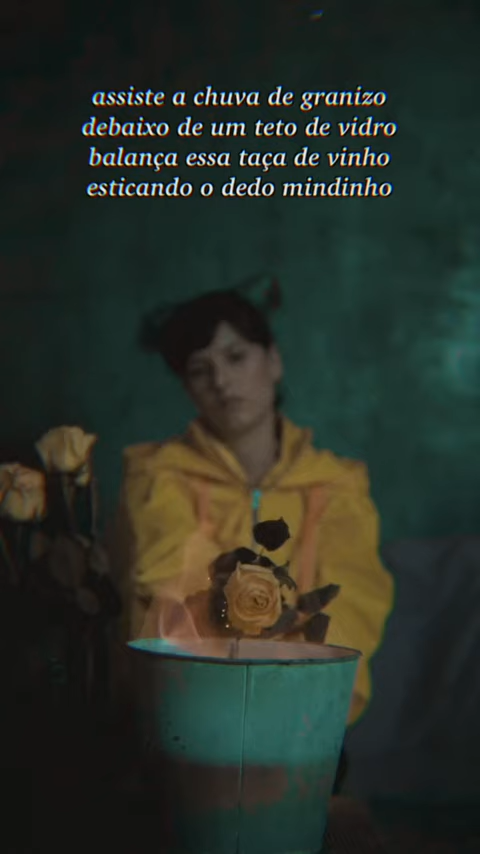 assiste a chuva de granizo
debaixo de um teto de vidro
balança essa taça de vinho
esticando o dedo mindinho